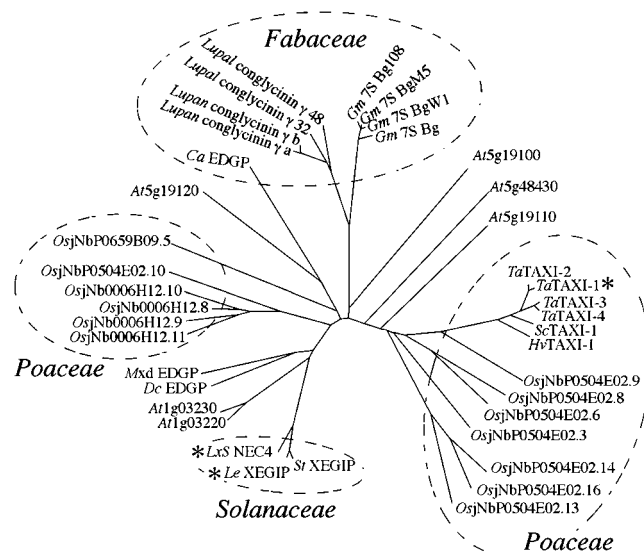 Fabaceae
Lupal conglycinin γ 48
Lupal conglycinin γ 32
Lupan conglycinin γ b
Lupan conglycinin γ a
Gm 7S Bg108
Gm 7S BgM5
Gm 7S BgW1
Gm 7S Bg
Ca EDGP
At5g19120
At5g19100
At5g48430
At5g19110
OsjNbP0659B09.5
OsjNbP0504E02.10
OsjNb0006H12.10
OsjNb0006H12.8
OsjNb0006H12.9
OsjNb0006H12.11
Poaceae
TaTAXI-2
TaTAXI-1*
TaTAXI-3
TaTAXI-4
ScTAXI-1
HvTAXI-1
OsjNbP0504E02.9
OsjNbP0504E02.8
OsjNbP0504E02.6
OsjNbP0504E02.3
OsjNbP0504E02.14
OsjNbP0504E02.16
OsjNbP0504E02.13
Poaceae
Mxd EDGP
Dc EDGP
At1g03230
At1g03220
*LxS NEC4
*Le XEGIP
St XEGIP
Solanaceae